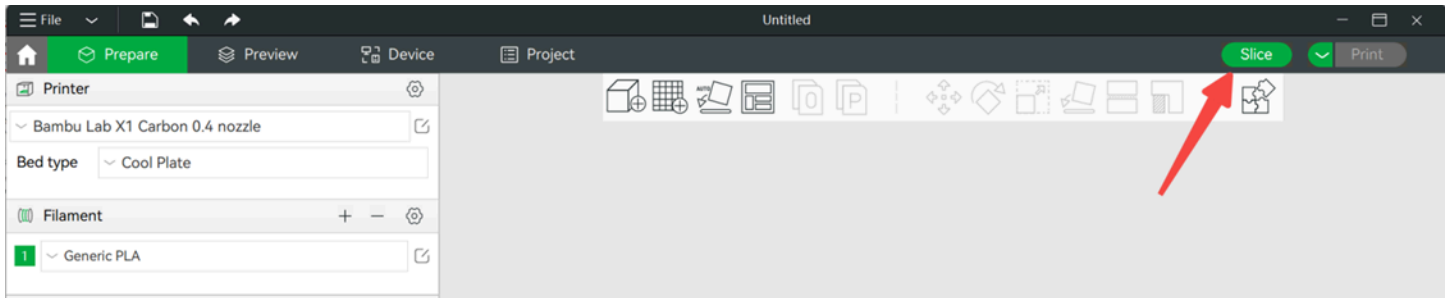 File Untitled
Prepare Preview Device Project Slice Print
Printer
AUTO O P
Bambu Lab X1 Carbon 0.4 nozzle
Bed type Cool Plate
Filament
1 Generic PLA